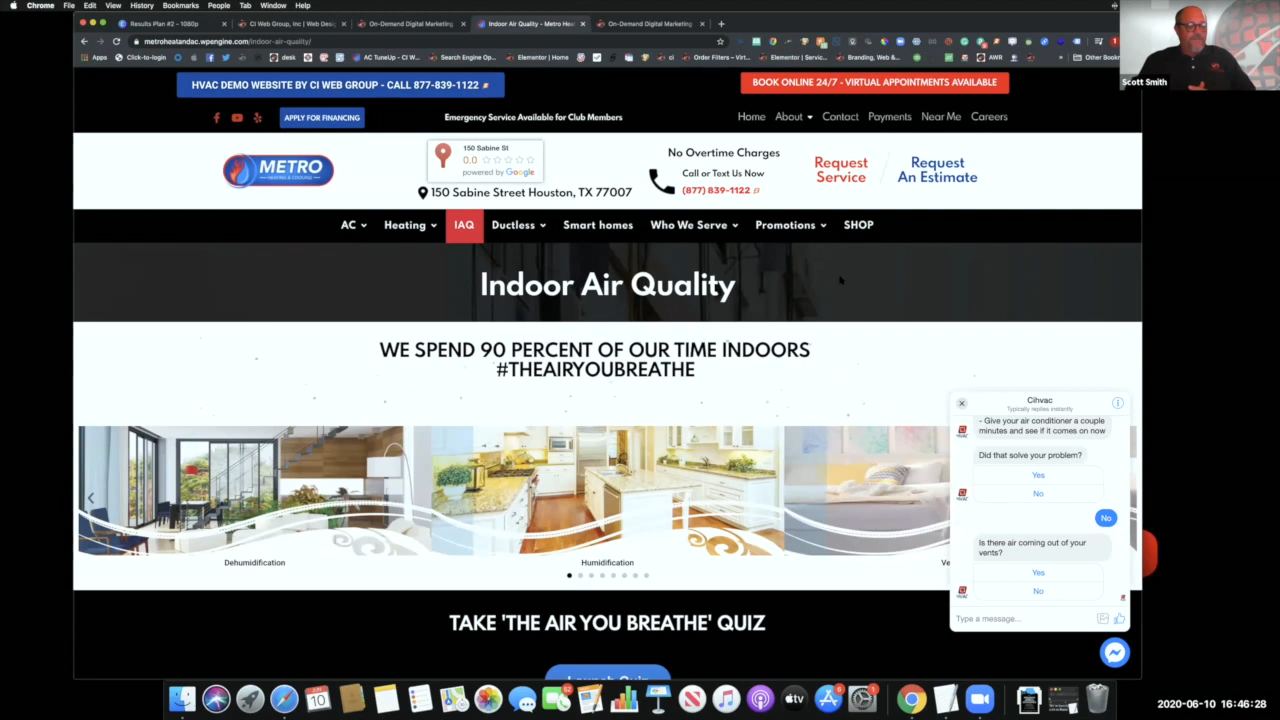 Chrome File Edit View History Bookmarks People Tab Window Help
Results Plan #2 – 1080p
CI Web Group, Inc | Web Desig
On-Demand Digital Marketing
Indoor Air Quality - Metro Hea
On-Demand Digital Marketing
metroheatandac.wpengine.com/indoor-air-quality/
Apps Click-to-login desk AC TuneUp - CI W... Search Engine Op... Elementor | Home ci Order Filters – Virt... Elementor | Servic... Branding, Web &... AWR Other Bookm
Scott Smith
HVAC DEMO WEBSITE BY CI WEB GROUP - CALL 877-839-1122
BOOK ONLINE 24/7 - VIRTUAL APPOINTMENTS AVAILABLE
APPLY FOR FINANCING
Emergency Service Available for Club Members
Home About Contact Payments Near Me Careers
METRO
HEATING & COOLING
150 Sabine St
0.0
powered by Google
150 Sabine Street Houston, TX 77007
No Overtime Charges
Call or Text Us Now
(877) 839-1122
Request
Service
Request
An Estimate
AC Heating IAQ Ductless Smart homes Who We Serve Promotions SHOP
Indoor Air Quality
WE SPEND 90 PERCENT OF OUR TIME INDOORS
#THEAIRYOUBREATHE
Dehumidification
Humidification
Ve
TAKE 'THE AIR YOU BREATHE' QUIZ
Launch Quiz
Cihvac
Typically replies instantly
- Give your air conditioner a couple
minutes and see if it comes on now
Did that solve your problem?
Yes
No
No
Is there air coming out of your
vents?
Yes
No
Type a message...
JUN
10
tv
2020-06-10 16:46:28